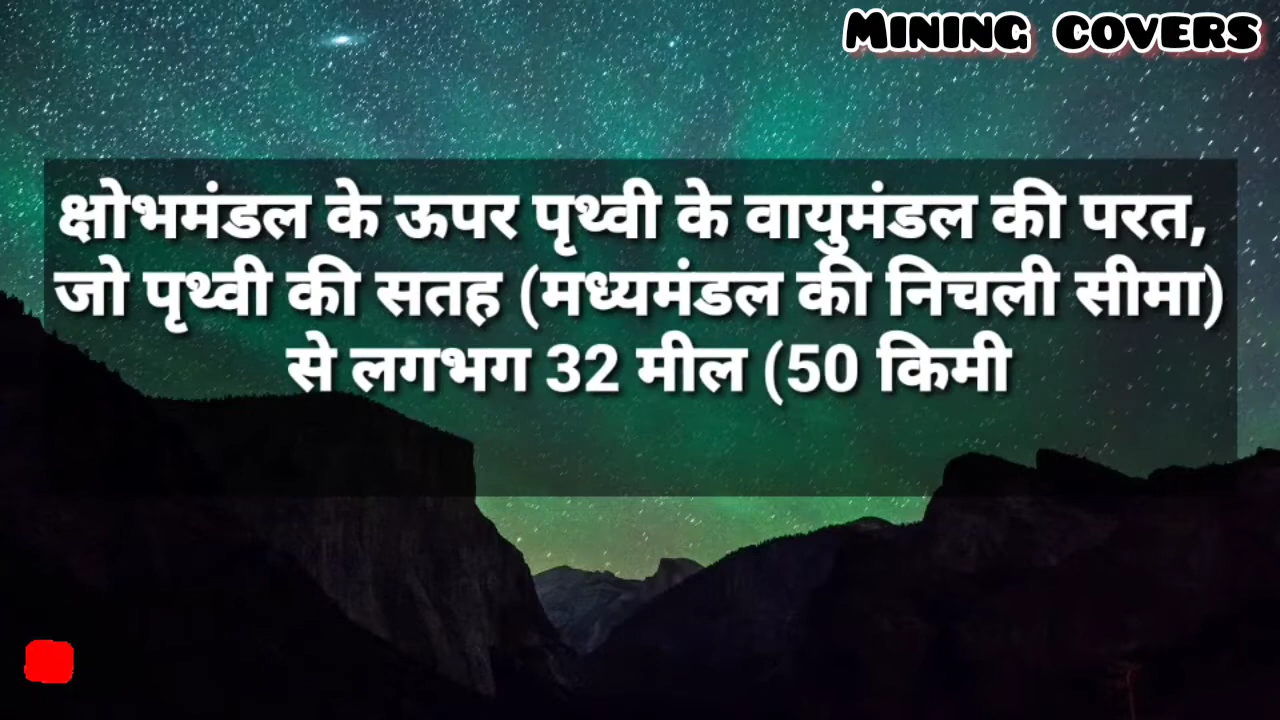 MINING COVERS
क्षोभमंडल के ऊपर पृथ्वी के वायुमंडल की परत,
जो पृथ्वी की सतह (मध्यमंडल की निचली सीमा)
से लगभग 32 मील (50 किमी